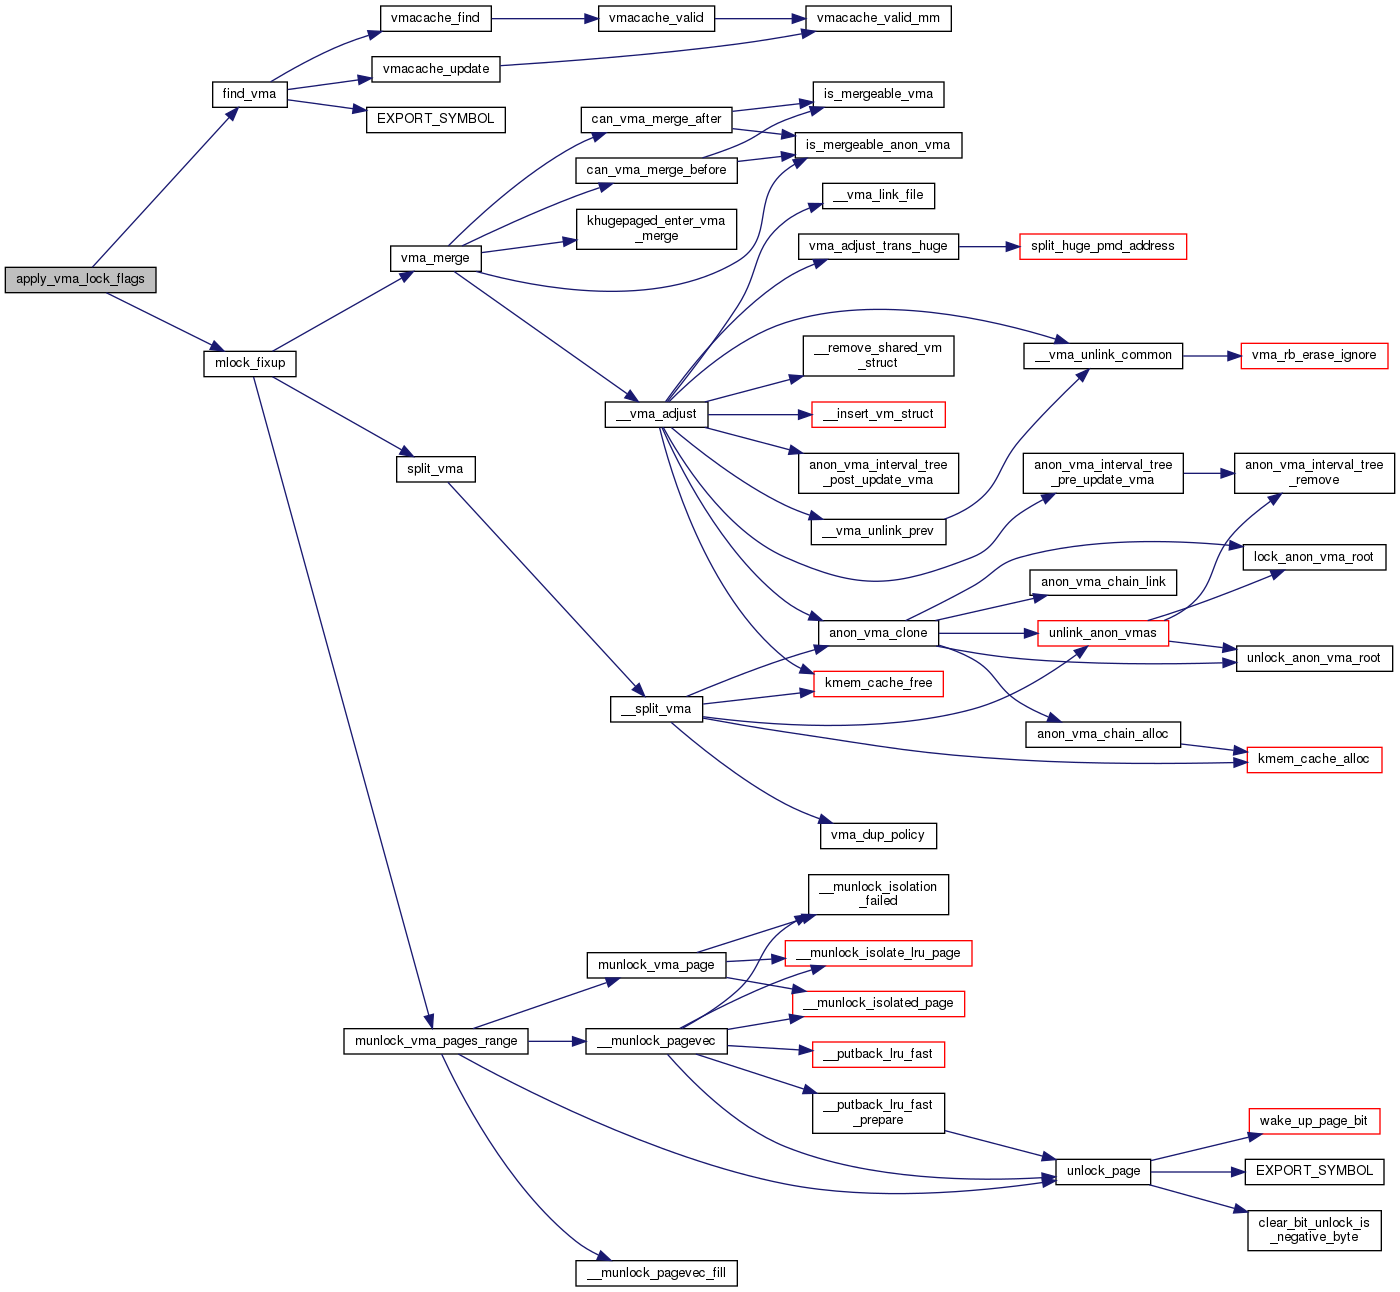 vmacache_find
vmacache_valid
vmacache_valid_mm
vmacache_update
find_vma
EXPORT_SYMBOL
is_mergeable_vma
can_vma_merge_after
is_mergeable_anon_vma
can_vma_merge_before
__vma_link_file
khugepaged_enter_vma
_merge
vma_merge
vma_adjust_trans_huge
split_huge_pmd_address
apply_vma_lock_flags
mlock_fixup
__remove_shared_vm
_struct
__vma_unlink_common
vma_rb_erase_ignore
__vma_adjust
__insert_vm_struct
split_vma
anon_vma_interval_tree
_post_update_vma
anon_vma_interval_tree
_pre_update_vma
anon_vma_interval_tree
_remove
__vma_unlink_prev
lock_anon_vma_root
anon_vma_chain_link
anon_vma_clone
unlink_anon_vmas
unlock_anon_vma_root
kmem_cache_free
__split_vma
anon_vma_chain_alloc
kmem_cache_alloc
vma_dup_policy
__munlock_isolation
_failed
munlock_vma_page
__munlock_isolate_lru_page
__munlock_isolated_page
munlock_vma_pages_range
__munlock_pagevec
__putback_lru_fast
__putback_lru_fast
_prepare
wake_up_page_bit
unlock_page
EXPORT_SYMBOL
clear_bit_unlock_is
_negative_byte
__munlock_pagevec_fill